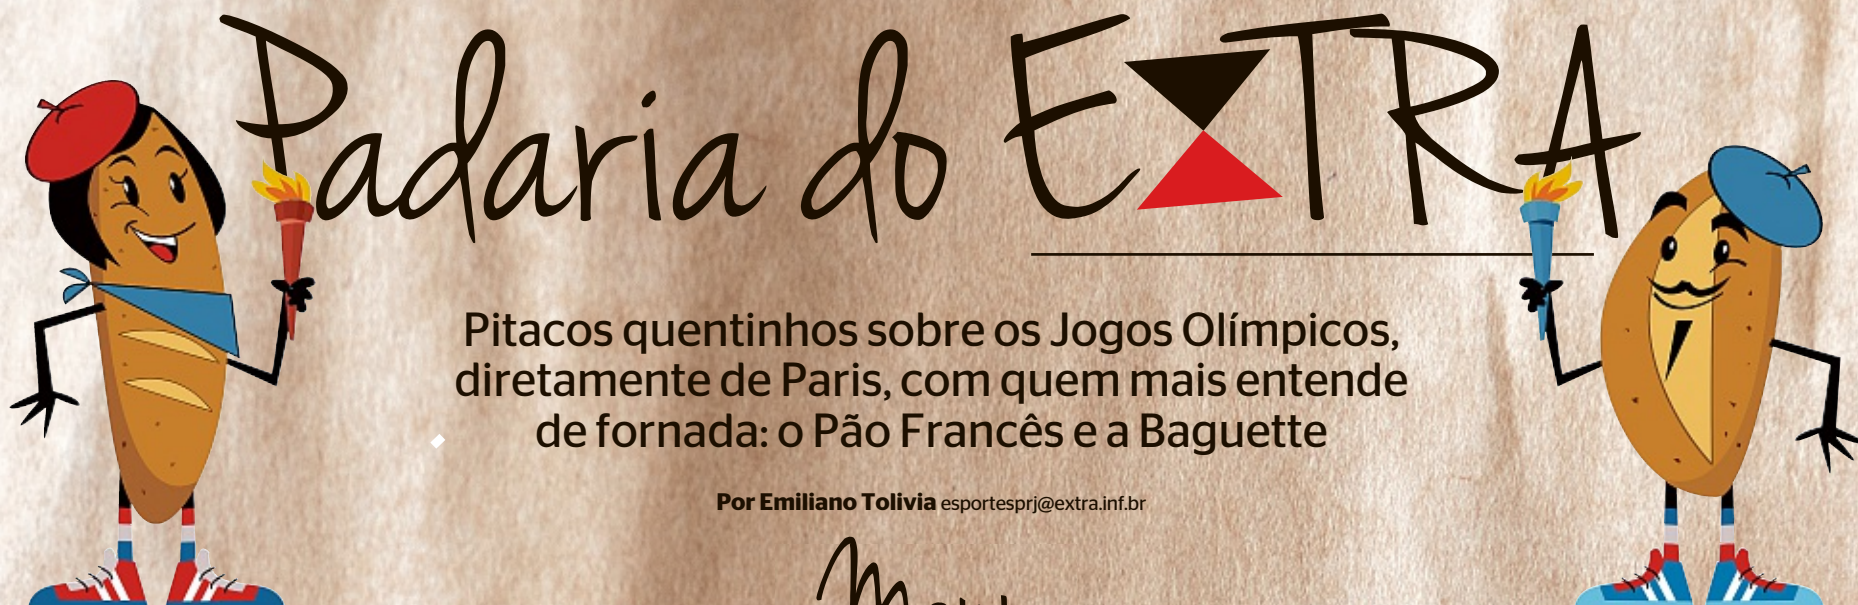 Padaria do EXTRA
Pitacos quentinhos sobre os Jogos Olímpicos,
diretamente de Paris, com quem mais entende
de fornada: o Pão Francês e a Baguette
Por Emiliano Tolivia esportesprj@extra.inf.br